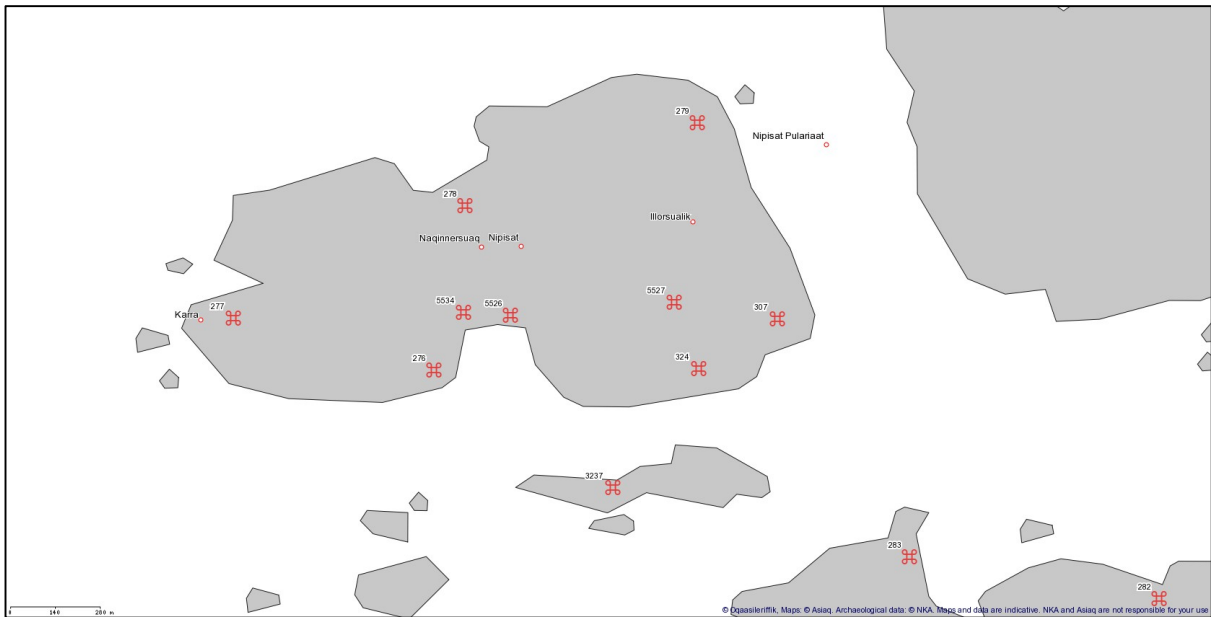 279
Nipisat Pulariaat
278
Illorsualik
Naqinnersuaq Nipisat
277
Karra
5534
5526
5527
307
276
324
3237
283
282
0 140 280 m
© Oqaasileriffik, Maps: © Asiaq. Archaeological data: © NKA. Maps and data are indicative. NKA and Asiaq are not responsible for your use